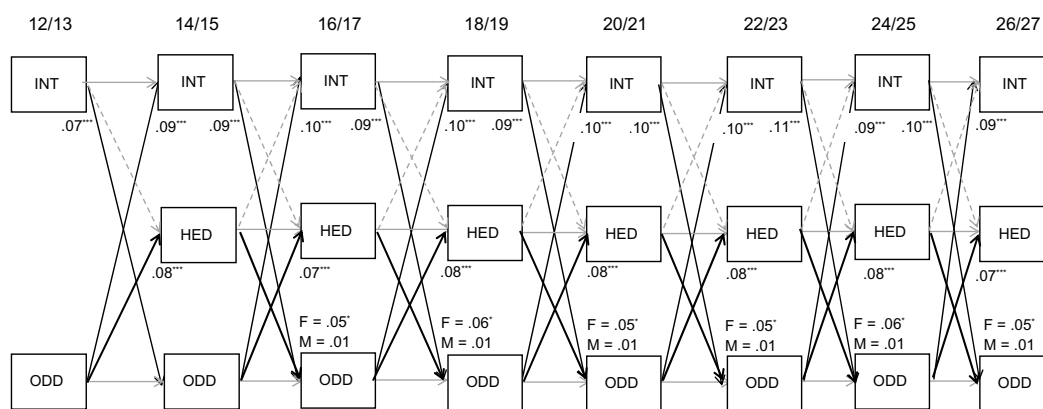 12/13 14/15 16/17 18/19 20/21 22/23 24/25 26/27
INT INT INT INT INT INT INT INT
.07*** .09*** .09*** .10*** .09*** .10*** .09*** .10*** .10*** .10*** .11*** .09*** .10*** .09***
HED HED HED HED HED HED HED
.08*** .07*** .08*** .08*** .08*** .08*** .07***
F = .05* F = .06* F = .05* F = .05* F = .06* F = .05*
M = .01 M = .01 M = .01 M = .01 M = .01 M = .01
ODD ODD ODD ODD ODD ODD ODD ODD